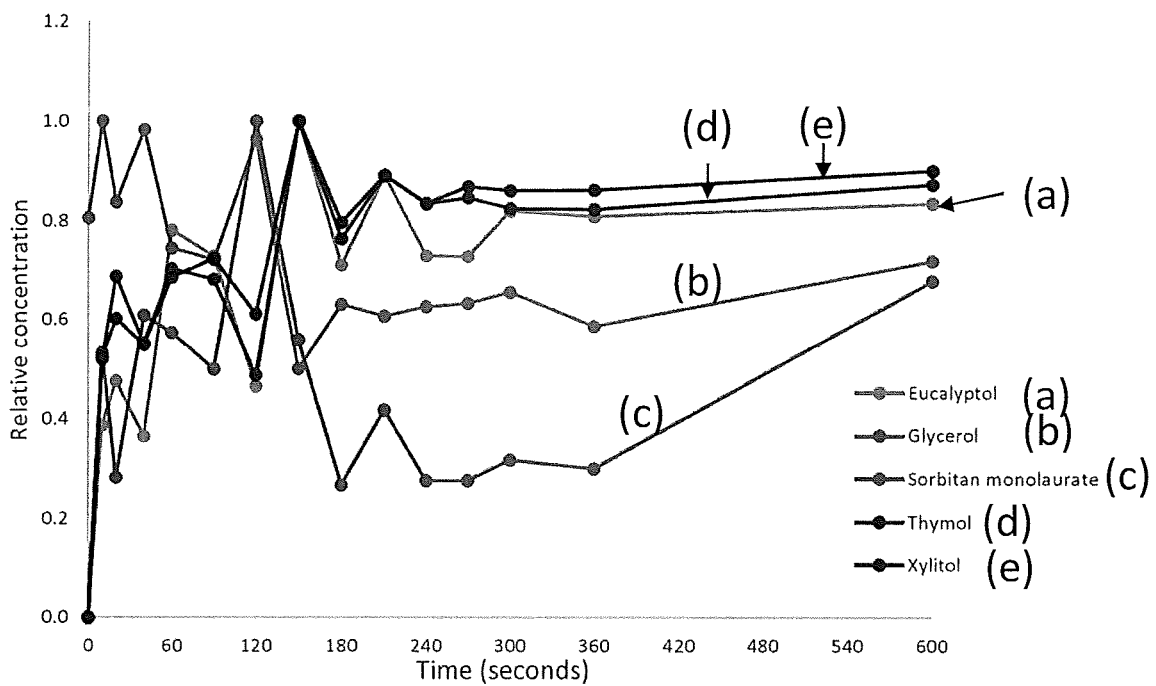 1.2
1.0
0.8
0.6
0.4
0.2
0.0
Relative concentration
(d)
(e)
(a)
(b)
(c)
Eucalyptol (a)
Glycerol (b)
Sorbitan monolaurate (c)
Thymol (d)
Xylitol (e)
0 60 120 180 240 300 360 420 480 540 600
Time (seconds)